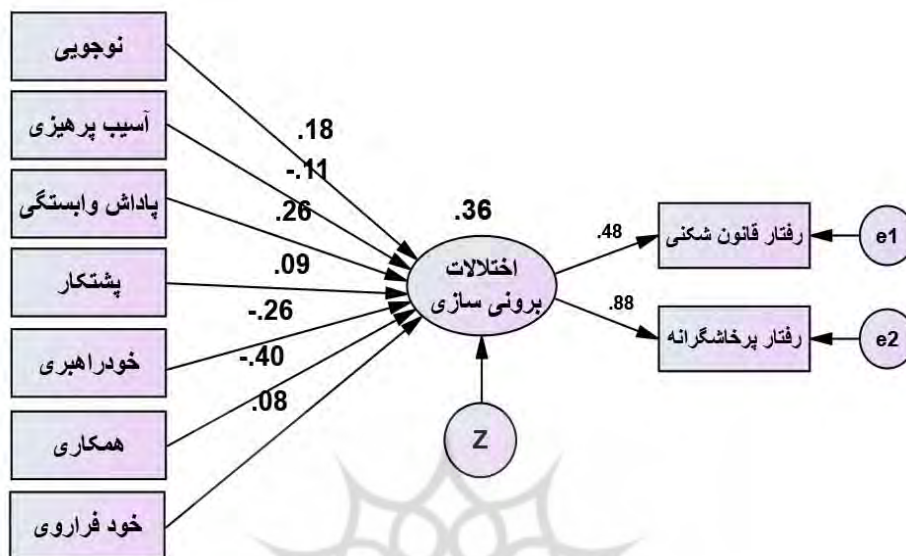 نوجویی
آسیب پرهیزی
پاداش وابستگی
پشتکار
خودراهبری
همکاری
خود فراروی
.18
-.11
.26
.09
-.26
-.40
.08
.36
اختلالات
برونی سازی
Z
.48
.88
رفتار قانون شکنی
رفتار پرخاشگرانه
e1
e2